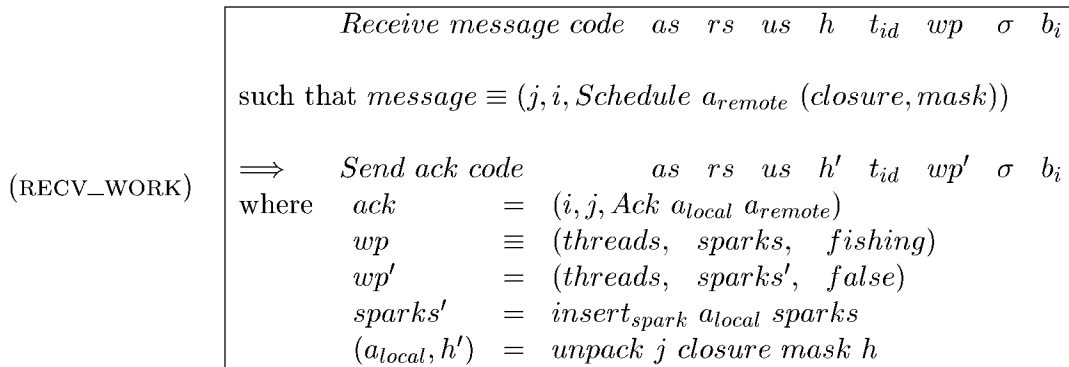 Receive message code as rs us h t_id wp σ b_i
such that message ≡ (j, i, Schedule a_remote (closure, mask))
(RECV_WORK) ⟹ Send ack code as rs us h′ t_id wp′ σ b_i
where ack = (i, j, Ack a_local a_remote)
wp ≡ (threads, sparks, fishing)
wp′ = (threads, sparks′, false)
sparks′ = insert_spark a_local sparks
(a_local, h′) = unpack j closure mask h